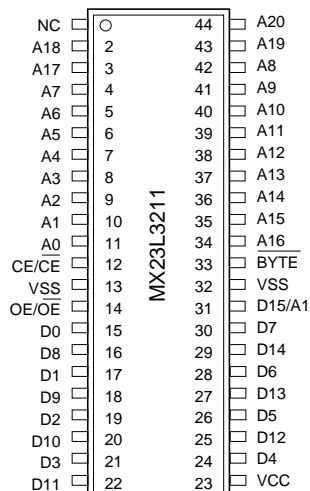 NC 44 A20
A18 2 43 A19
A17 3 42 A8
A7 4 41 A9
A6 5 40 A10
A5 6 39 A11
A4 7 38 A12
A3 8 37 A13
A2 9 36 A14
A1 10 35 A15
A0 11 34 A16
CE/CE 12 33 BYTE
VSS 13 32 VSS
OE/OE 14 31 D15/A1
D0 15 30 D7
D8 16 29 D14
D1 17 28 D6
D9 18 27 D13
D2 19 26 D5
D10 20 25 D12
D3 21 24 D4
D11 22 23 VCC
MX23L3211